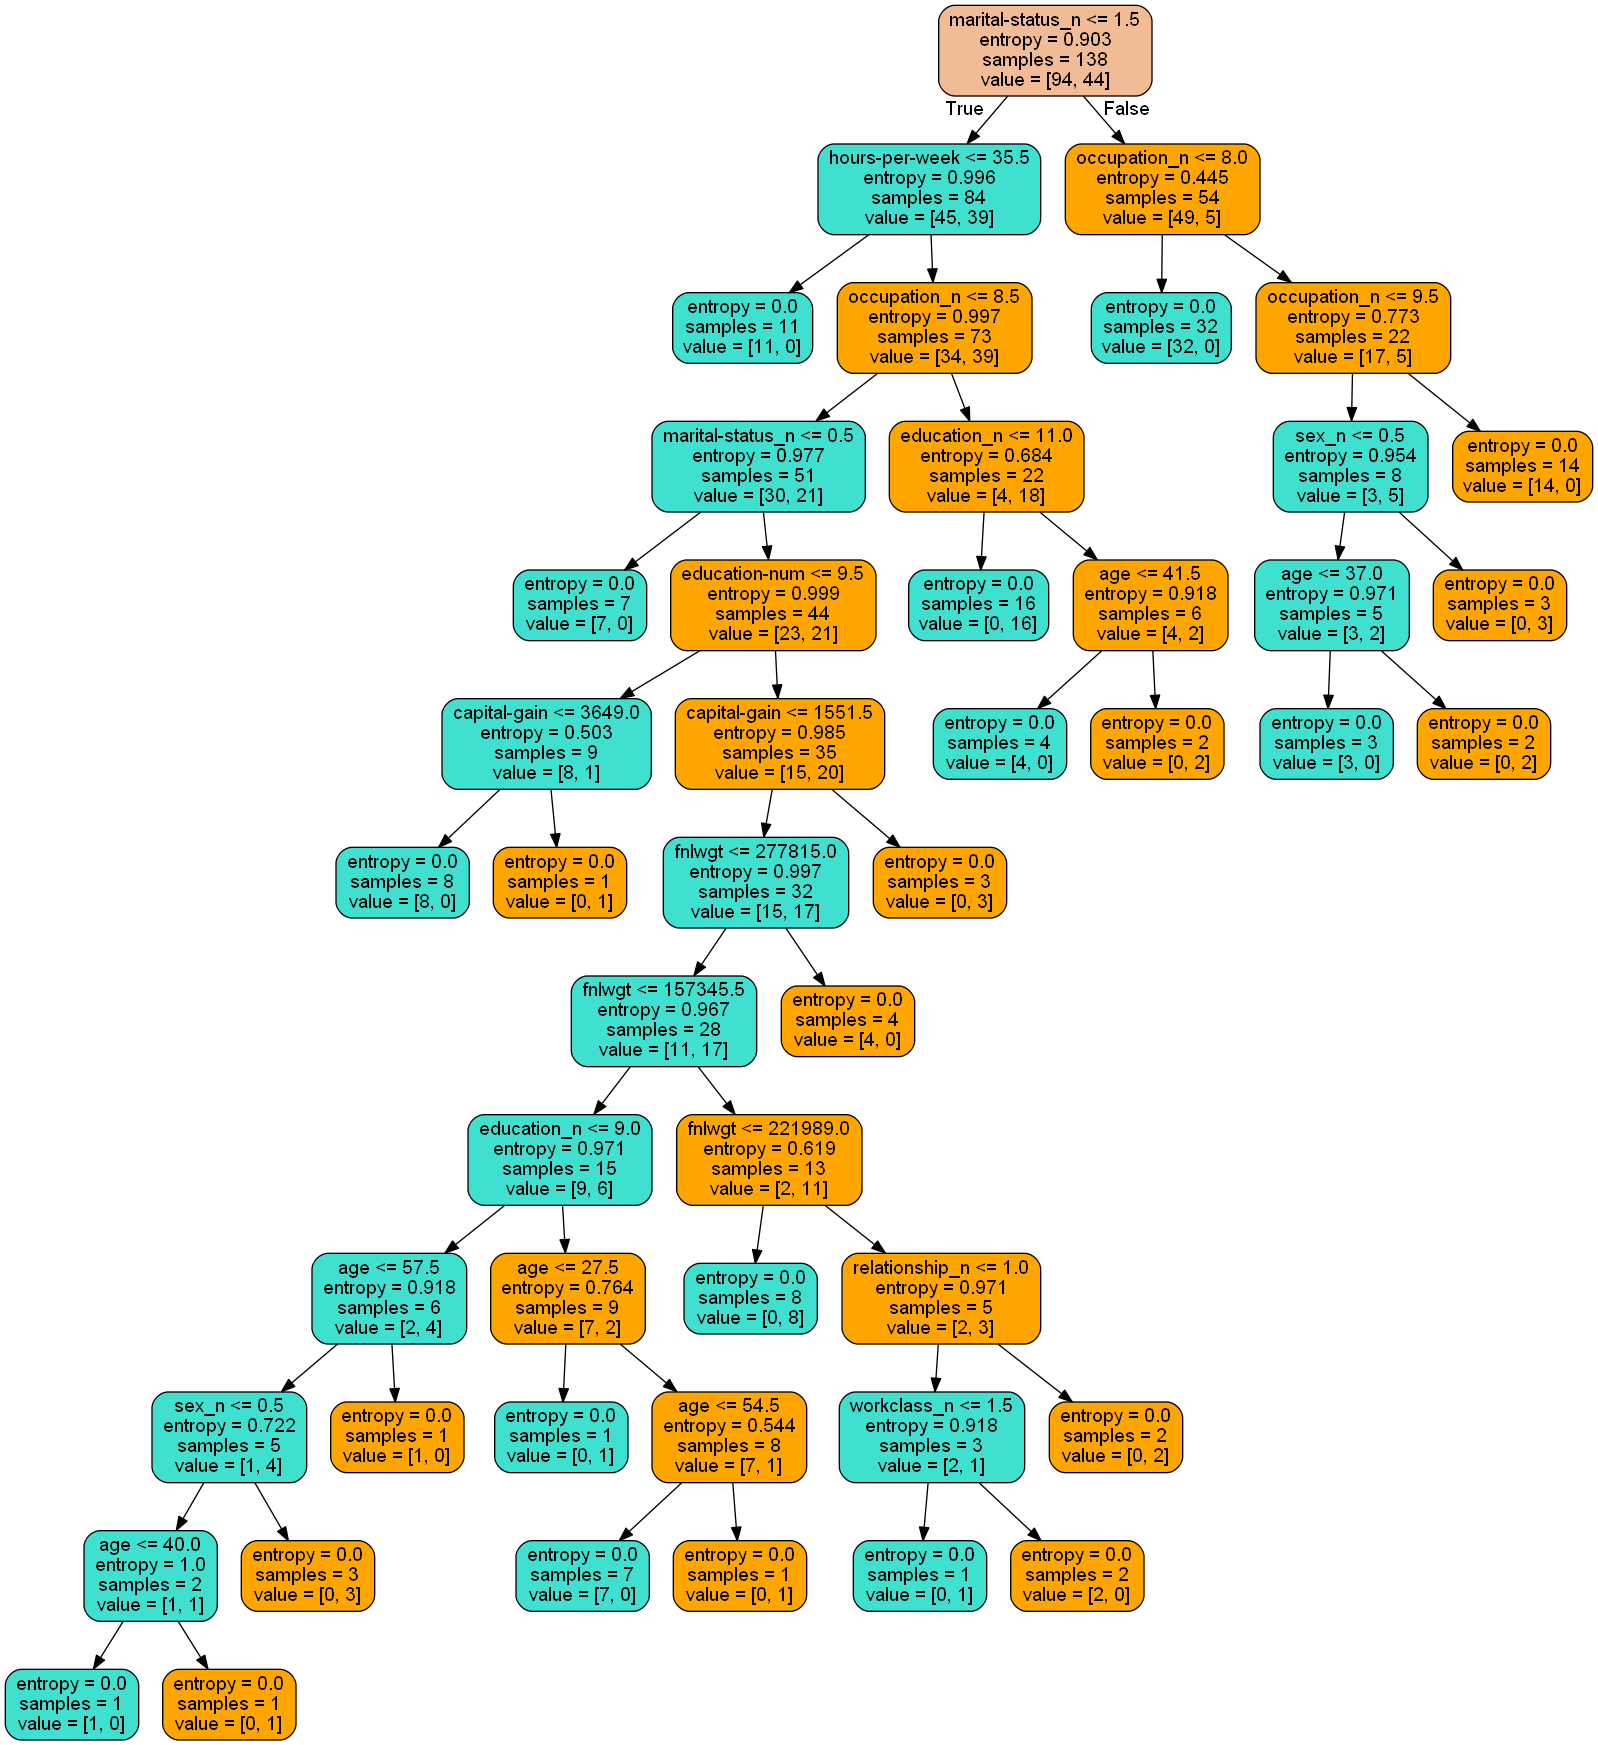 marital-status_n <= 1.5
entropy = 0.903
samples = 138
value = [94, 44]
True
False
hours-per-week <= 35.5
entropy = 0.996
samples = 84
value = [45, 39]
occupation_n <= 8.0
entropy = 0.445
samples = 54
value = [49, 5]
entropy = 0.0
samples = 11
value = [11, 0]
occupation_n <= 8.5
entropy = 0.997
samples = 73
value = [34, 39]
entropy = 0.0
samples = 32
value = [32, 0]
occupation_n <= 9.5
entropy = 0.773
samples = 22
value = [17, 5]
marital-status_n <= 0.5
entropy = 0.977
samples = 51
value = [30, 21]
education_n <= 11.0
entropy = 0.684
samples = 22
value = [4, 18]
sex_n <= 0.5
entropy = 0.954
samples = 8
value = [3, 5]
entropy = 0.0
samples = 14
value = [14, 0]
entropy = 0.0
samples = 7
value = [7, 0]
education-num <= 9.5
entropy = 0.999
samples = 44
value = [23, 21]
entropy = 0.0
samples = 16
value = [0, 16]
age <= 41.5
entropy = 0.918
samples = 6
value = [4, 2]
age <= 37.0
entropy = 0.971
samples = 5
value = [3, 2]
entropy = 0.0
samples = 3
value = [0, 3]
capital-gain <= 3649.0
entropy = 0.503
samples = 9
value = [8, 1]
capital-gain <= 1551.5
entropy = 0.985
samples = 35
value = [15, 20]
entropy = 0.0
samples = 4
value = [4, 0]
entropy = 0.0
samples = 2
value = [0, 2]
entropy = 0.0
samples = 3
value = [3, 0]
entropy = 0.0
samples = 2
value = [0, 2]
entropy = 0.0
samples = 8
value = [8, 0]
entropy = 0.0
samples = 1
value = [0, 1]
fnlwgt <= 277815.0
entropy = 0.997
samples = 32
value = [15, 17]
entropy = 0.0
samples = 3
value = [0, 3]
fnlwgt <= 157345.5
entropy = 0.967
samples = 28
value = [11, 17]
entropy = 0.0
samples = 4
value = [4, 0]
education_n <= 9.0
entropy = 0.971
samples = 15
value = [9, 6]
fnlwgt <= 221989.0
entropy = 0.619
samples = 13
value = [2, 11]
age <= 57.5
entropy = 0.918
samples = 6
value = [2, 4]
age <= 27.5
entropy = 0.764
samples = 9
value = [7, 2]
entropy = 0.0
samples = 8
value = [0, 8]
relationship_n <= 1.0
entropy = 0.971
samples = 5
value = [2, 3]
sex_n <= 0.5
entropy = 0.722
samples = 5
value = [1, 4]
entropy = 0.0
samples = 1
value = [1, 0]
entropy = 0.0
samples = 1
value = [0, 1]
age <= 54.5
entropy = 0.544
samples = 8
value = [7, 1]
workclass_n <= 1.5
entropy = 0.918
samples = 3
value = [2, 1]
entropy = 0.0
samples = 2
value = [0, 2]
age <= 40.0
entropy = 1.0
samples = 2
value = [1, 1]
entropy = 0.0
samples = 3
value = [0, 3]
entropy = 0.0
samples = 7
value = [7, 0]
entropy = 0.0
samples = 1
value = [0, 1]
entropy = 0.0
samples = 1
value = [0, 1]
entropy = 0.0
samples = 2
value = [2, 0]
entropy = 0.0
samples = 1
value = [1, 0]
entropy = 0.0
samples = 1
value = [0, 1]